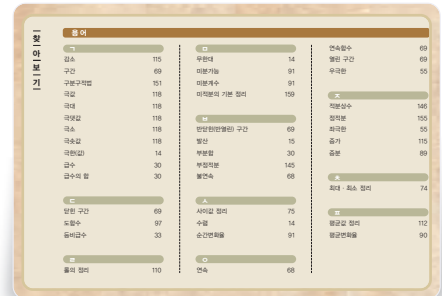 찾아보기
용어
ㄱ
감소 115
구간 69
구분구적법 151
극값 118
극대 118
극댓값 118
극소 118
극솟값 118
극한(값) 14
급수 30
급수의 합 30
ㄷ
닫힌 구간 69
도함수 97
등비급수 33
ㄹ
롤의 정리 110
ㅁ
무한대 14
미분가능 91
미분계수 91
미적분의 기본 정리 159
ㅂ
반닫힌(반열린) 구간 69
발산 15
부분합 30
부정적분 145
불연속 68
ㅅ
사이값 정리 75
수렴 14
순간변화율 91
ㅇ
연속 68
연속함수 69
열린 구간 69
우극한 55
ㅈ
적분상수 146
정적분 155
좌극한 55
증가 115
증분 89
ㅊ
최대·최소 정리 74
ㅍ
평균값 정리 112
평균변화율 90